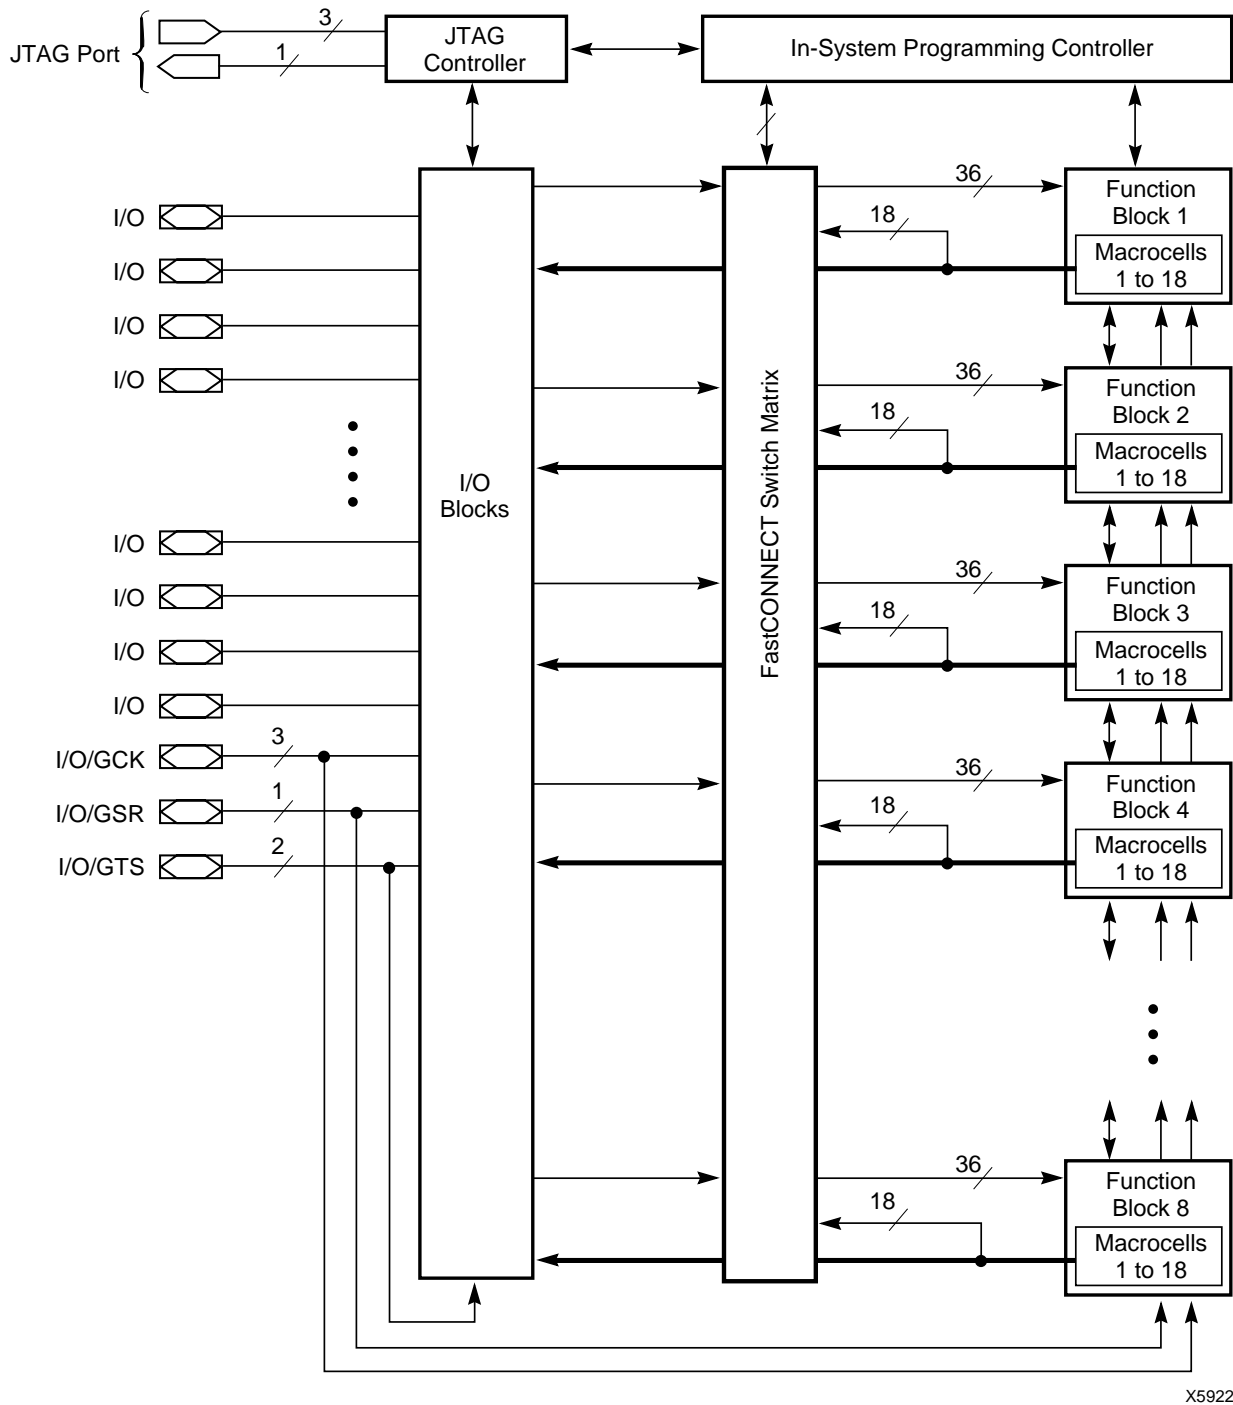 3
JTAG Port
1
JTAG
Controller
In-System Programming Controller
36
Function
Block 1
18
Macrocells
1 to 18
I/O
I/O
I/O
I/O
36
Function
Block 2
18
Macrocells
1 to 18
I/O
Blocks
FastCONNECT Switch Matrix
I/O
I/O
I/O
I/O
36
Function
Block 3
18
Macrocells
1 to 18
I/O/GCK
3
I/O/GSR
1
I/O/GTS
2
36
Function
Block 4
18
Macrocells
1 to 18
36
Function
Block 8
18
Macrocells
1 to 18
X5922